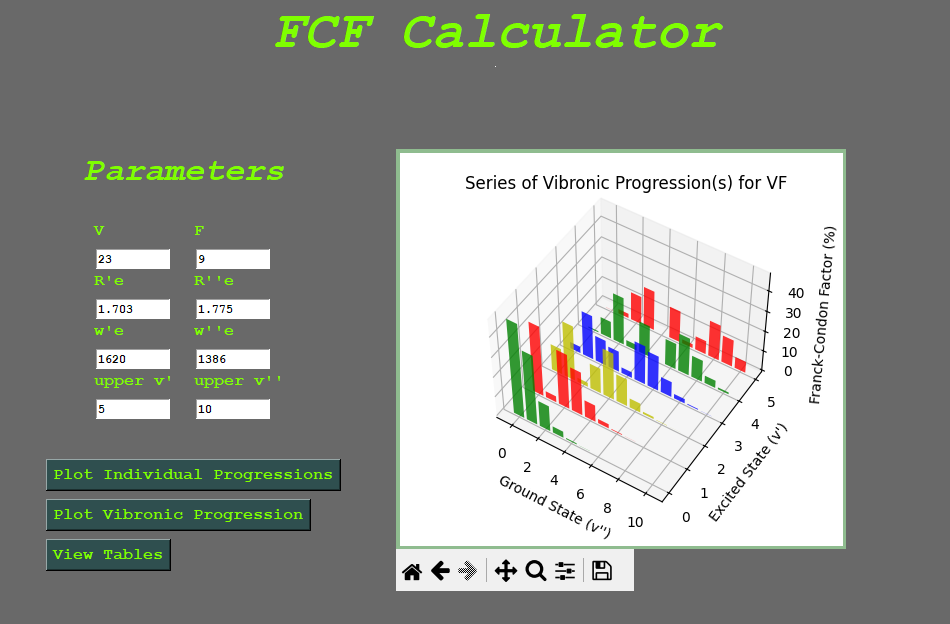 FCF Calculator
Parameters
V F
23 9
R'e R''e
1.703 1.775
w'e w''e
1620 1386
upper v' upper v''
5 10
Plot Individual Progressions
Plot Vibronic Progression
View Tables
Series of Vibronic Progression(s) for VF
0 2 4 6 8 10
Ground State (v'')
0 1 2 3 4 5
Excited State (v')
0 10 20 30 40
Franck-Condon Factor (%)